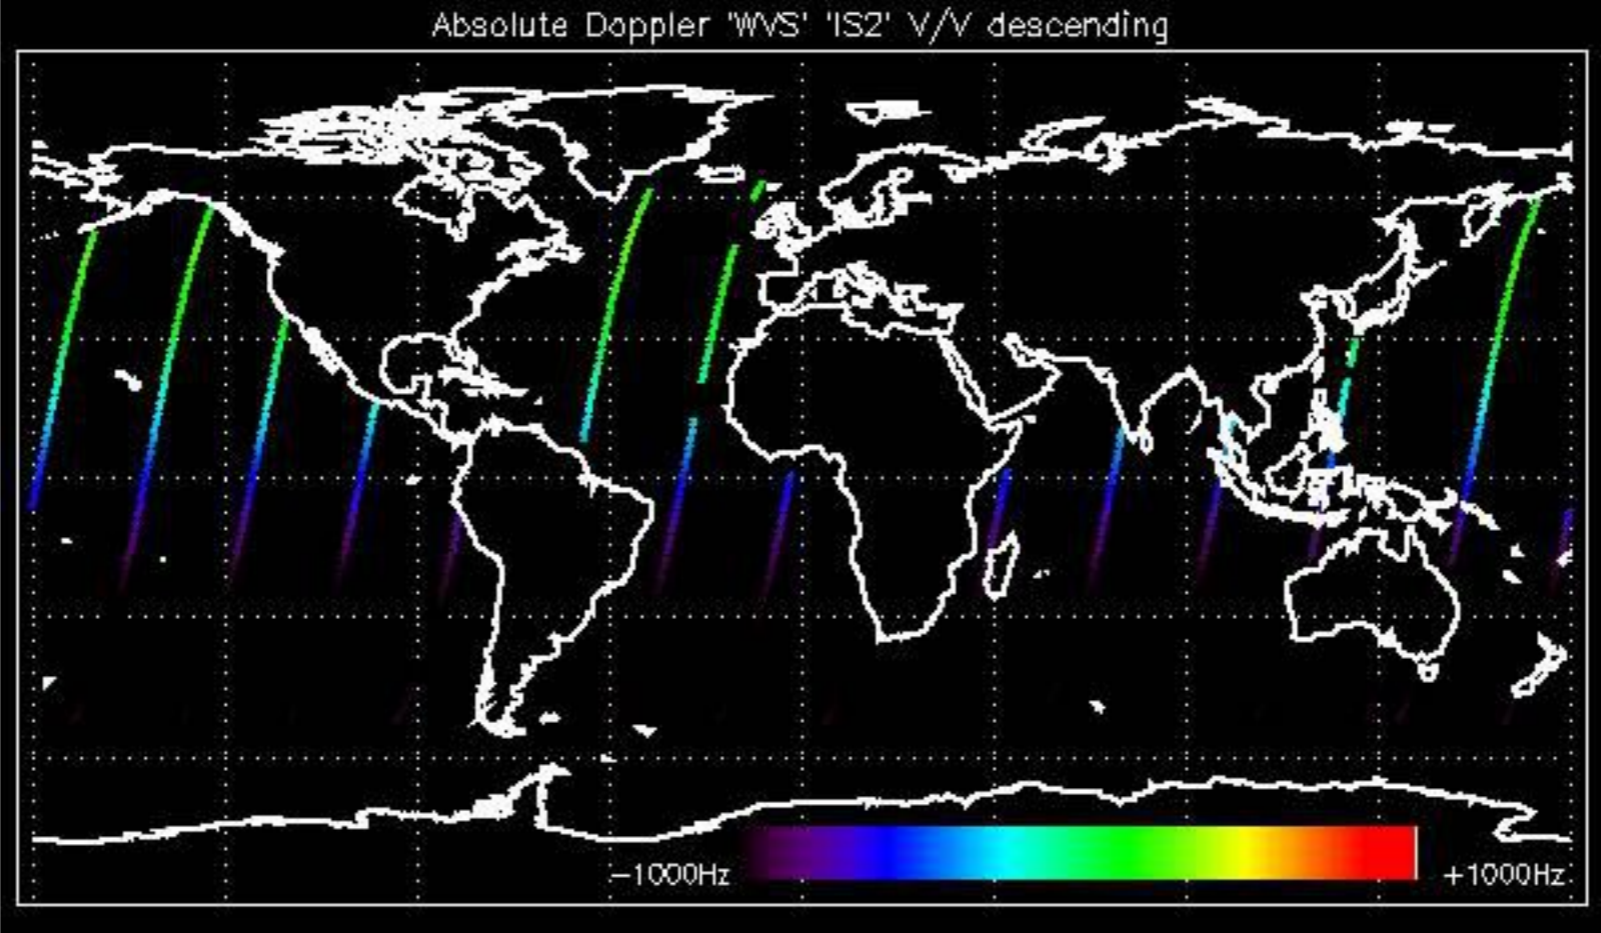 Absolute Doppler 'WVS' 'IS2' V/V descending
−1000Hz
+1000Hz